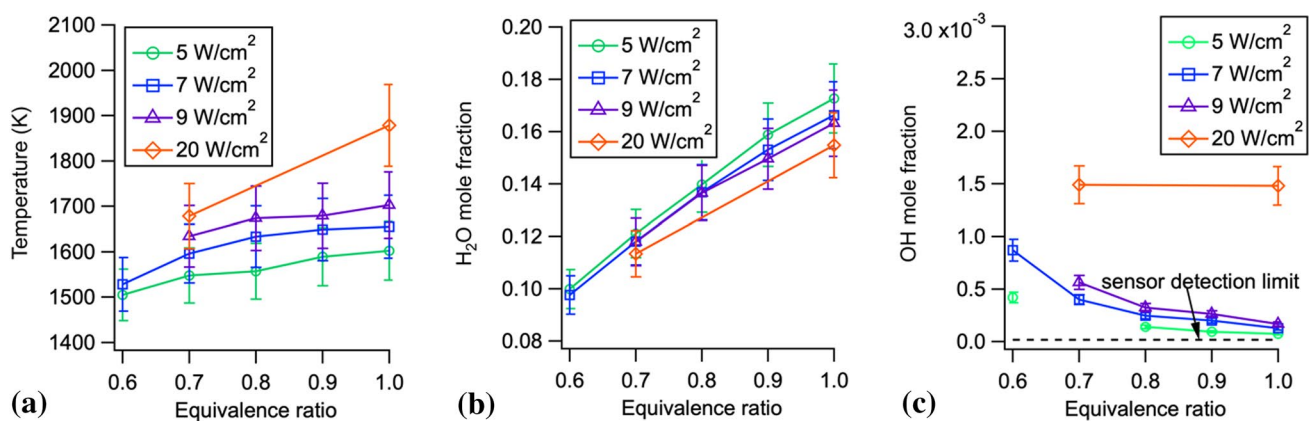 2100
2000
1900
1800
1700
1600
1500
1400
Temperature (K)
5 W/cm²
7 W/cm²
9 W/cm²
20 W/cm²
0.6 0.7 0.8 0.9 1.0
Equivalence ratio
(a)
0.20
0.18
0.16
0.14
0.12
0.10
0.08
H₂O mole fraction
5 W/cm²
7 W/cm²
9 W/cm²
20 W/cm²
0.6 0.7 0.8 0.9 1.0
Equivalence ratio
(b)
3.0 x10⁻³
2.5
2.0
1.5
1.0
0.5
0.0
OH mole fraction
5 W/cm²
7 W/cm²
9 W/cm²
20 W/cm²
sensor detection limit
0.6 0.7 0.8 0.9 1.0
Equivalence ratio
(c)